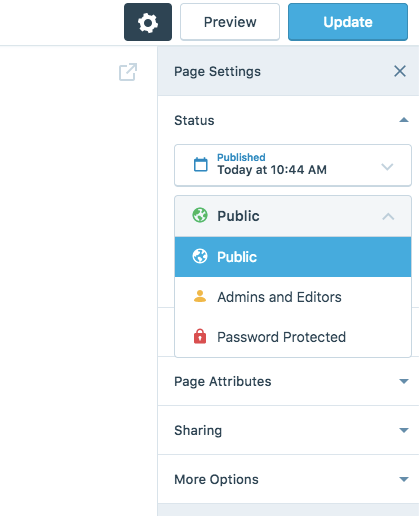 Preview
Update
Page Settings
Status
Published
Today at 10:44 AM
Public
Public
Admins and Editors
Password Protected
Page Attributes
Sharing
More Options